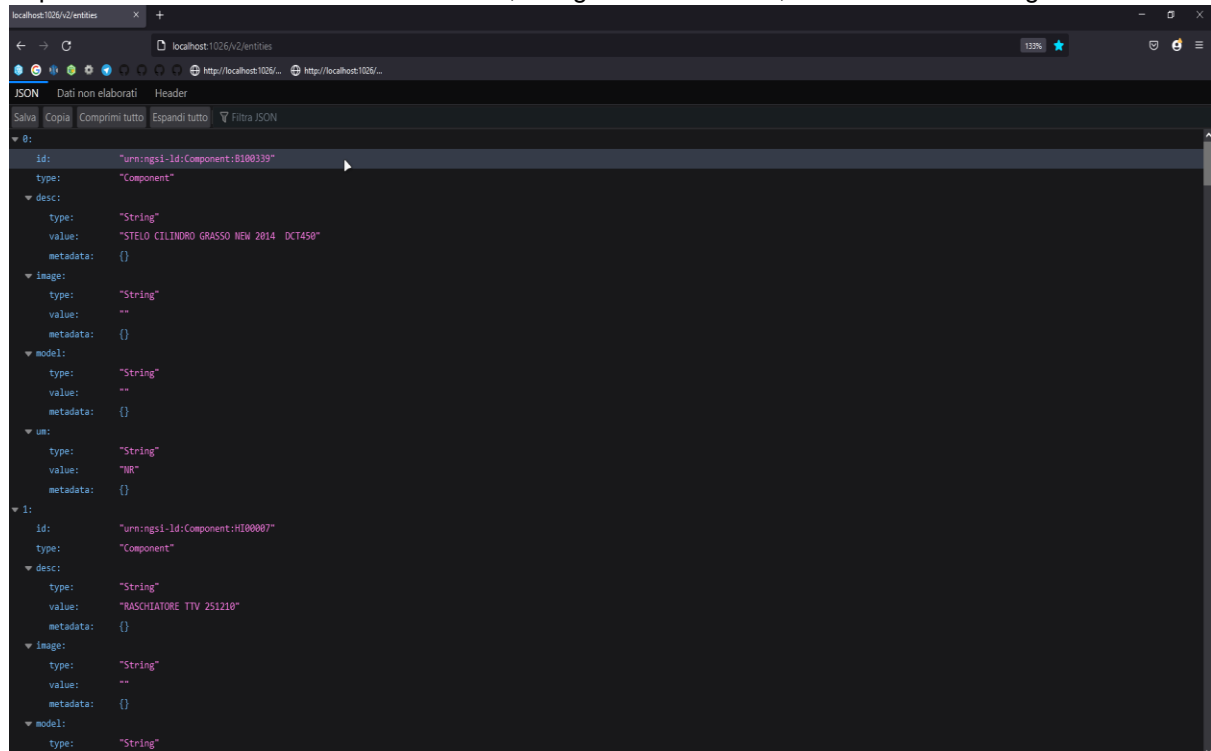 localhost:1026/v2/entities
localhost:1026/v2/entities 133%
http://localhost:1026/... http://localhost:1026/...
JSON Dati non elaborati Header
Salva Copia Comprimi tutto Espandi tutto Filtra JSON
0:
id: "urn:ngsi-ld:Component:B100339"
type: "Component"
desc:
type: "String"
value: "STELO CILINDRO GRASSO NEW 2014 DCT450"
metadata: {}
image:
type: "String"
value: ""
metadata: {}
model:
type: "String"
value: ""
metadata: {}
um:
type: "String"
value: "NR"
metadata: {}
1:
id: "urn:ngsi-ld:Component:HI00007"
type: "Component"
desc:
type: "String"
value: "RASCHIATORE TTV 251210"
metadata: {}
image:
type: "String"
value: ""
metadata: {}
model:
type: "String"